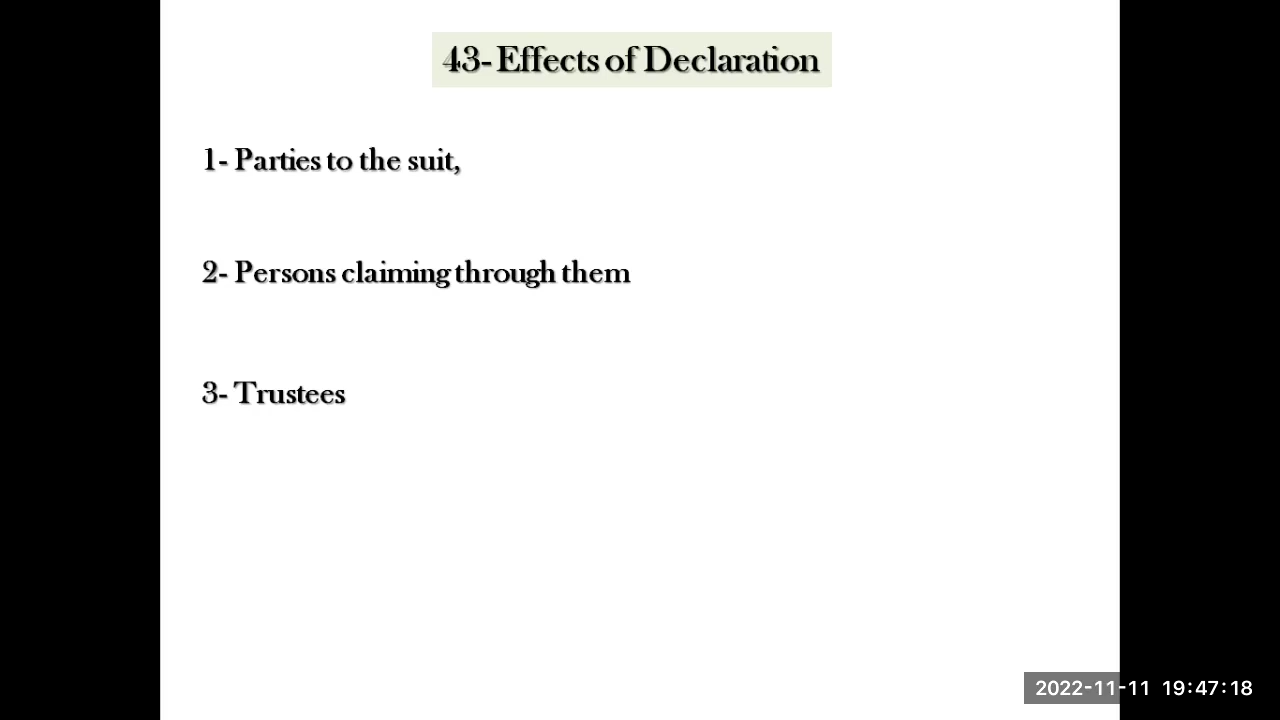 43- Effects of Declaration
1- Parties to the suit,
2- Persons claiming through them
3- Trustees
2022-11-11 19:47:18